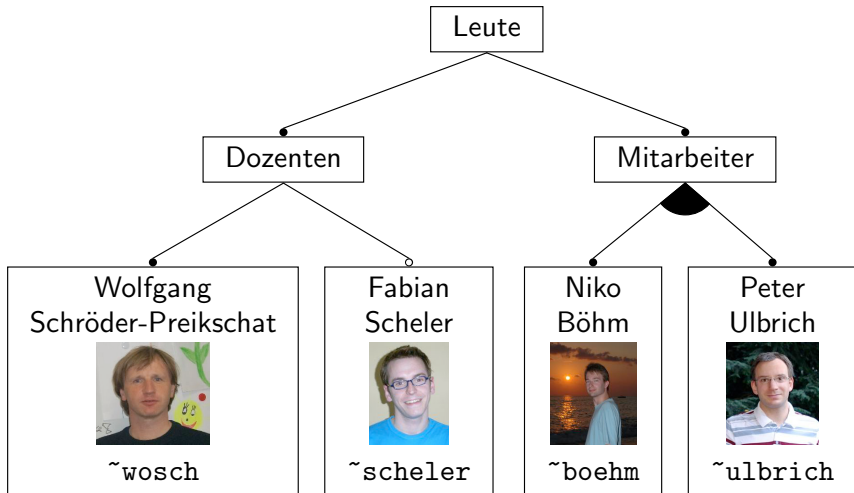 Leute
Dozenten
Mitarbeiter
Wolfgang
Schröder-Preikschat
~wosch
Fabian
Scheler
~scheler
Niko
Böhm
~boehm
Peter
Ulbrich
~ulbrich